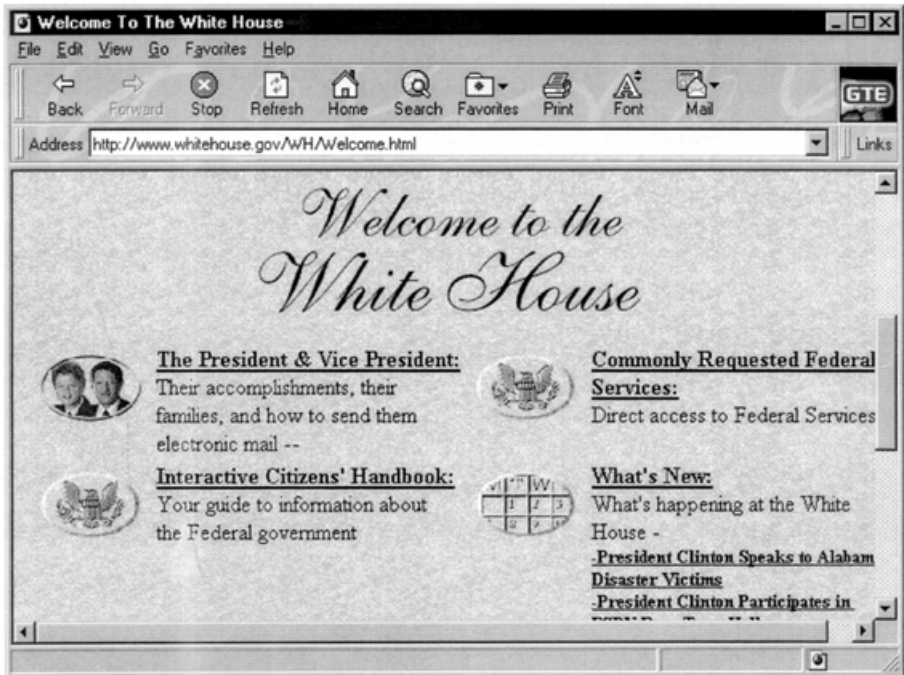 Welcome To The White House
File Edit View Go Favorites Help
Back Forward Stop Refresh Home Search Favorites Print Font Mail
GTE
Address http://www.whitehouse.gov/WH/Welcome.html Links
Welcome to the
White House
The President & Vice President:
Their accomplishments, their
families, and how to send them
electronic mail --
Commonly Requested Federal
Services:
Direct access to Federal Services
Interactive Citizens' Handbook:
Your guide to information about
the Federal government
What's New:
What's happening at the White
House -
-President Clinton Speaks to Alabam
Disaster Victims
-President Clinton Participates in